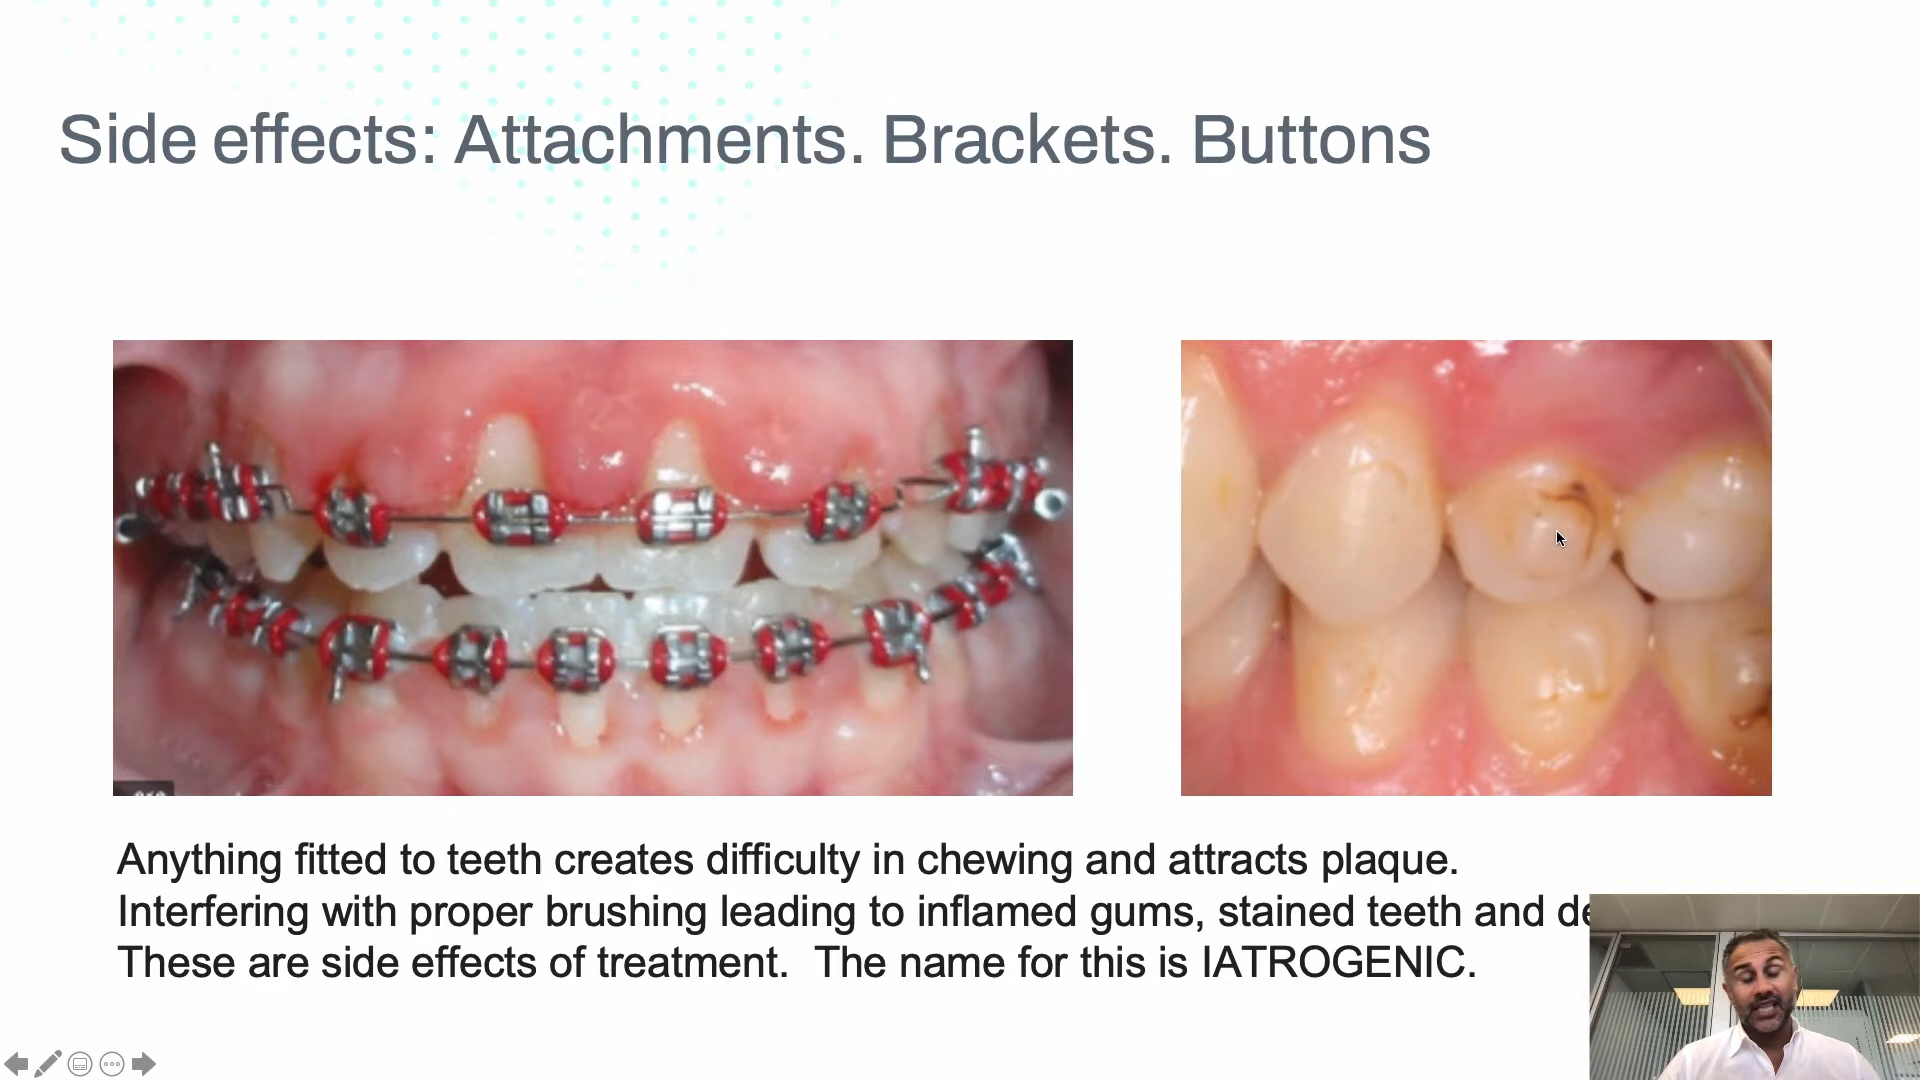 Side effects: Attachments. Brackets. Buttons
Anything fitted to teeth creates difficulty in chewing and attracts plaque.
Interfering with proper brushing leading to inflamed gums, stained teeth and
These are side effects of treatment. The name for this is IATROGENIC.